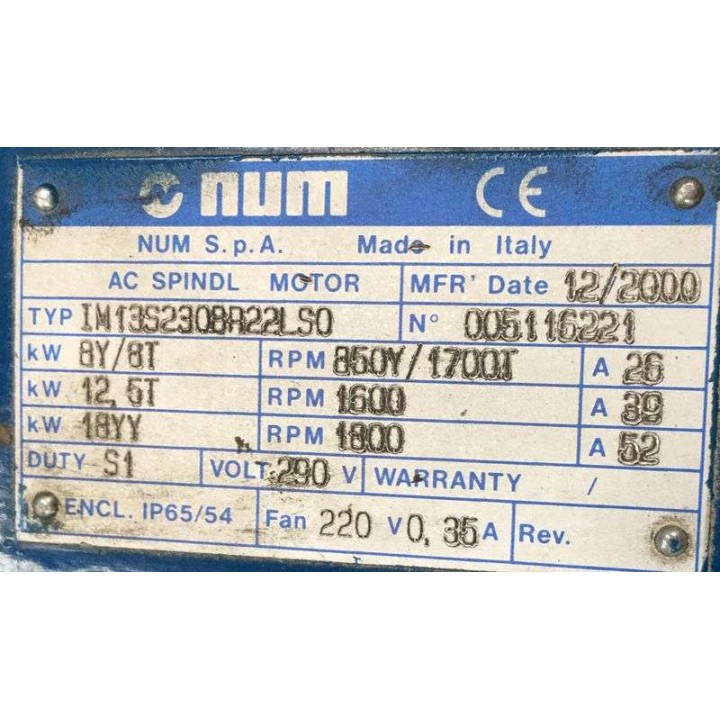 num CE
NUM S.p.A. Made in Italy
AC SPINDL MOTOR MFR' Date 12/2000
TYP IM13S2308A22LS0 N° 005116221
kW 8Y/8T RPM 850Y/1700T A 26
kW 12,5T RPM 1600 A 39
kW 18YY RPM 1800 A 52
DUTY S1 VOLT 290 V WARRANTY /
ENCL. IP65/54 Fan 220 V 0,35 A Rev.